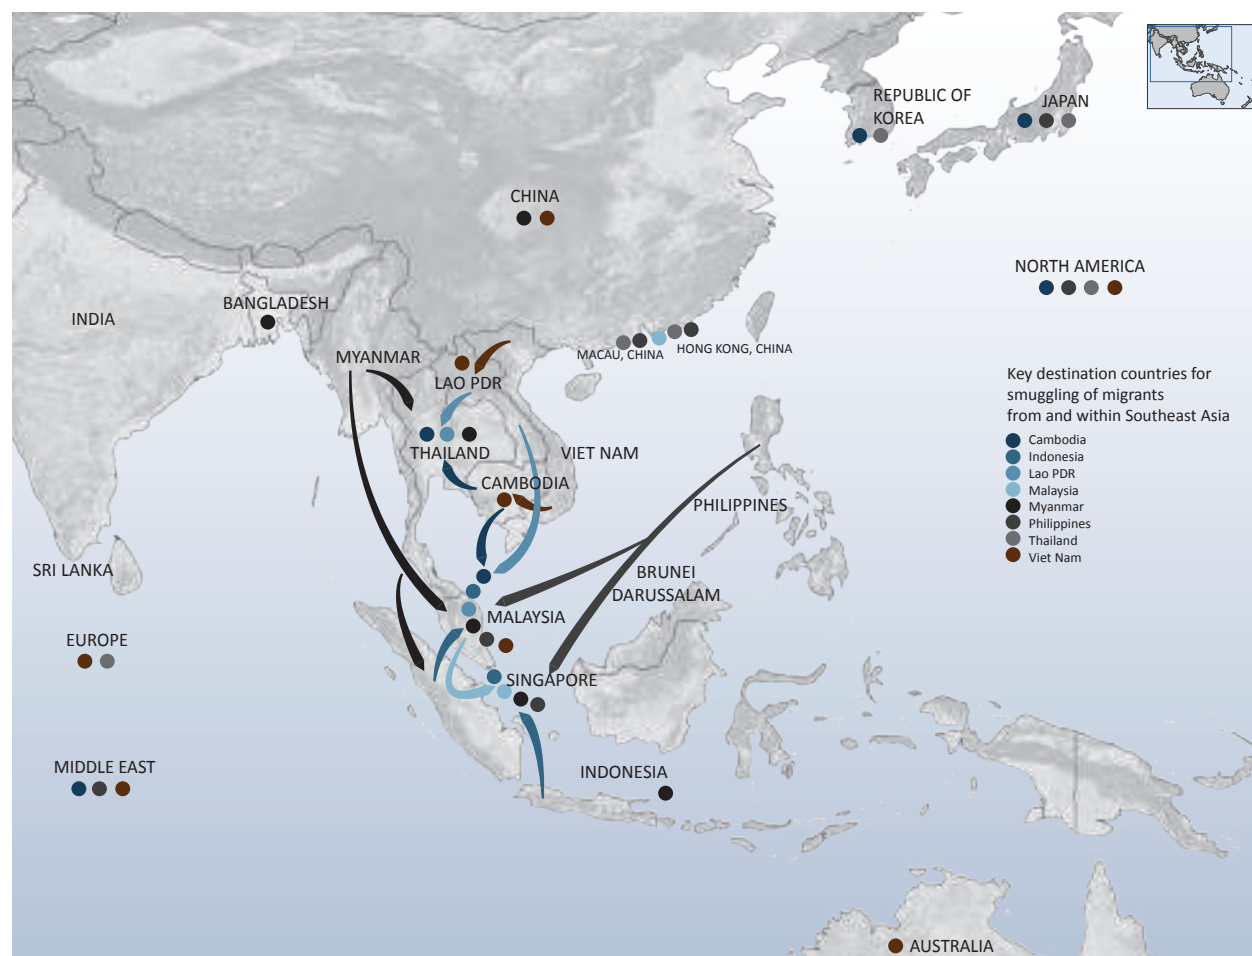 REPUBLIC OF
KOREA
JAPAN
CHINA
NORTH AMERICA
BANGLADESH
INDIA
MACAU, CHINA
HONG KONG, CHINA
MYANMAR
LAO PDR
Key destination countries for
smuggling of migrants
from and within Southeast Asia
Cambodia
Indonesia
Lao PDR
Malaysia
Myanmar
Philippines
Thailand
Viet Nam
THAILAND
VIET NAM
CAMBODIA
PHILIPPINES
SRI LANKA
BRUNEI
DARUSSALAM
MALAYSIA
EUROPE
SINGAPORE
MIDDLE EAST
INDONESIA
AUSTRALIA